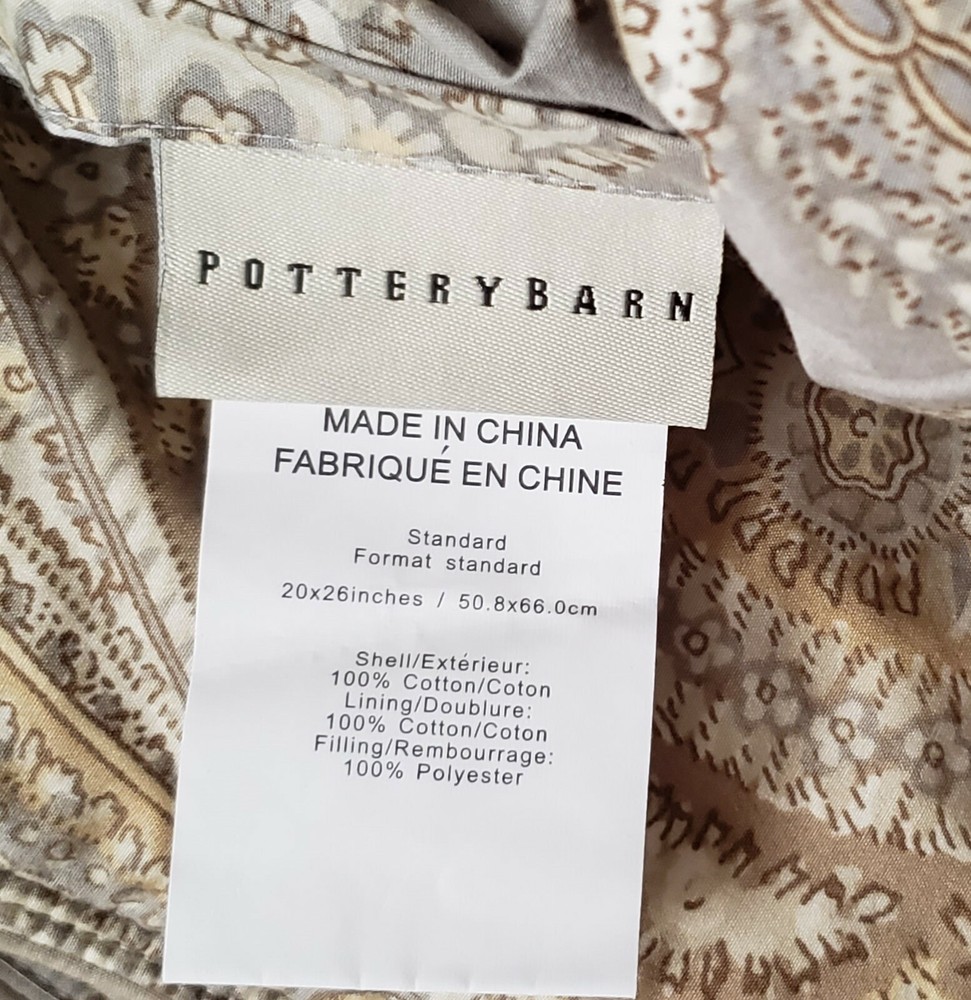 POTTERYBARN
MADE IN CHINA
FABRIQUÉ EN CHINE
Standard
Format standard
20x26inches / 50.8x66.0cm
Shell/Extérieur:
100% Cotton/Coton
Lining/Doublure:
100% Cotton/Coton
Filling/Rembourrage:
100% Polyester